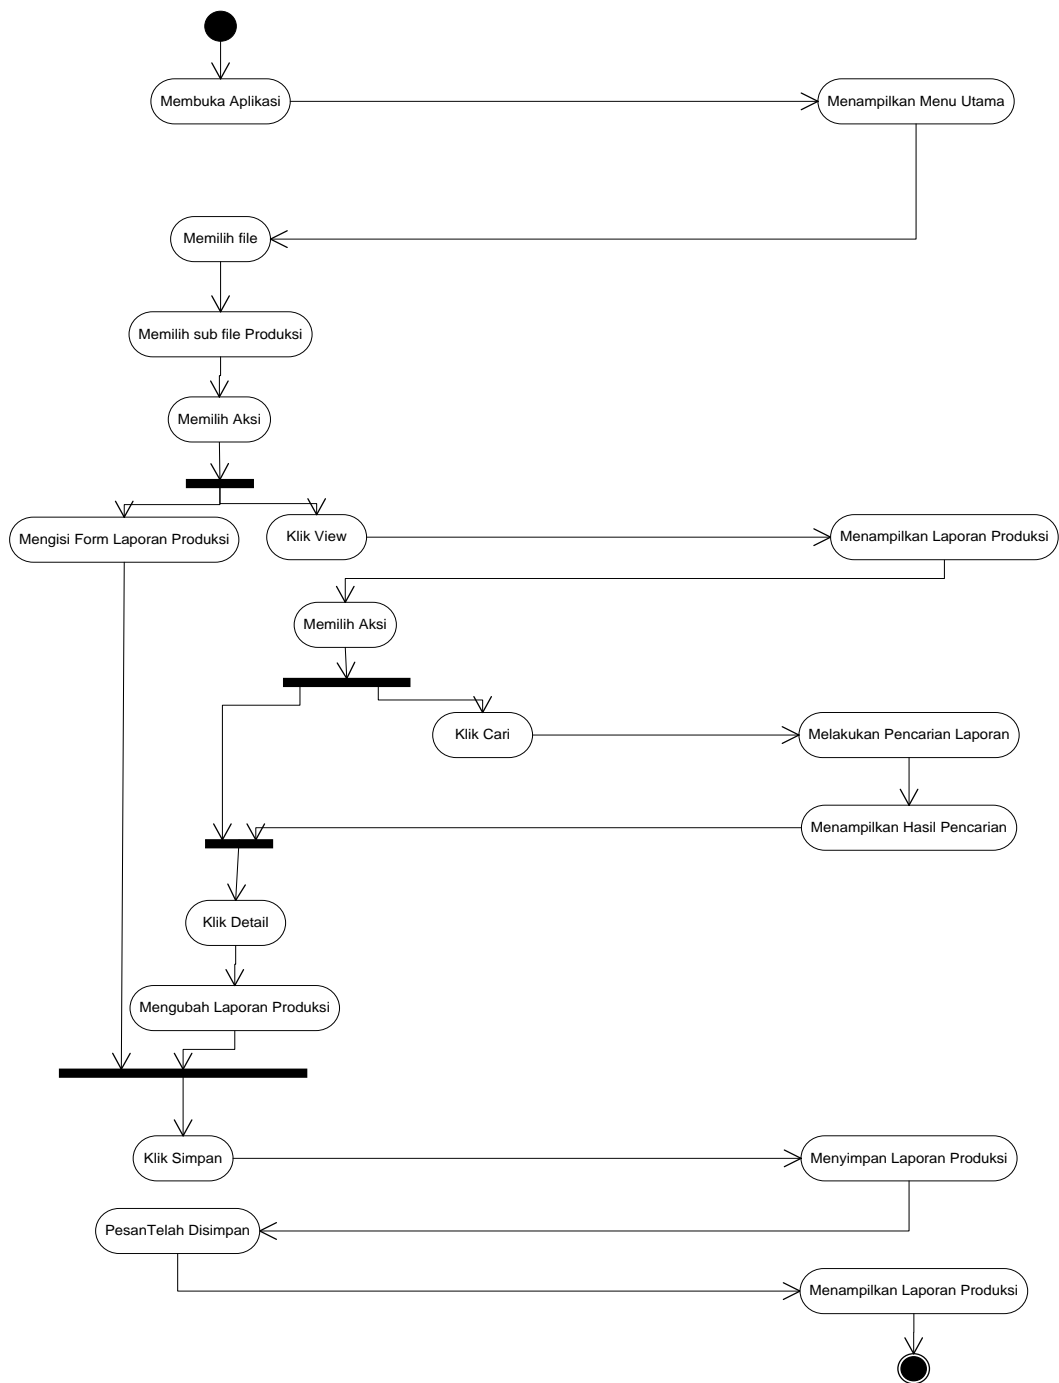 Membuka Aplikasi
Menampilkan Menu Utama
Memilih file
Memilih sub file Produksi
Memilih Aksi
Mengisi Form Laporan Produksi
Klik View
Menampilkan Laporan Produksi
Memilih Aksi
Klik Cari
Melakukan Pencarian Laporan
Menampilkan Hasil Pencarian
Klik Detail
Mengubah Laporan Produksi
Klik Simpan
Menyimpan Laporan Produksi
PesanTelah Disimpan
Menampilkan Laporan Produksi